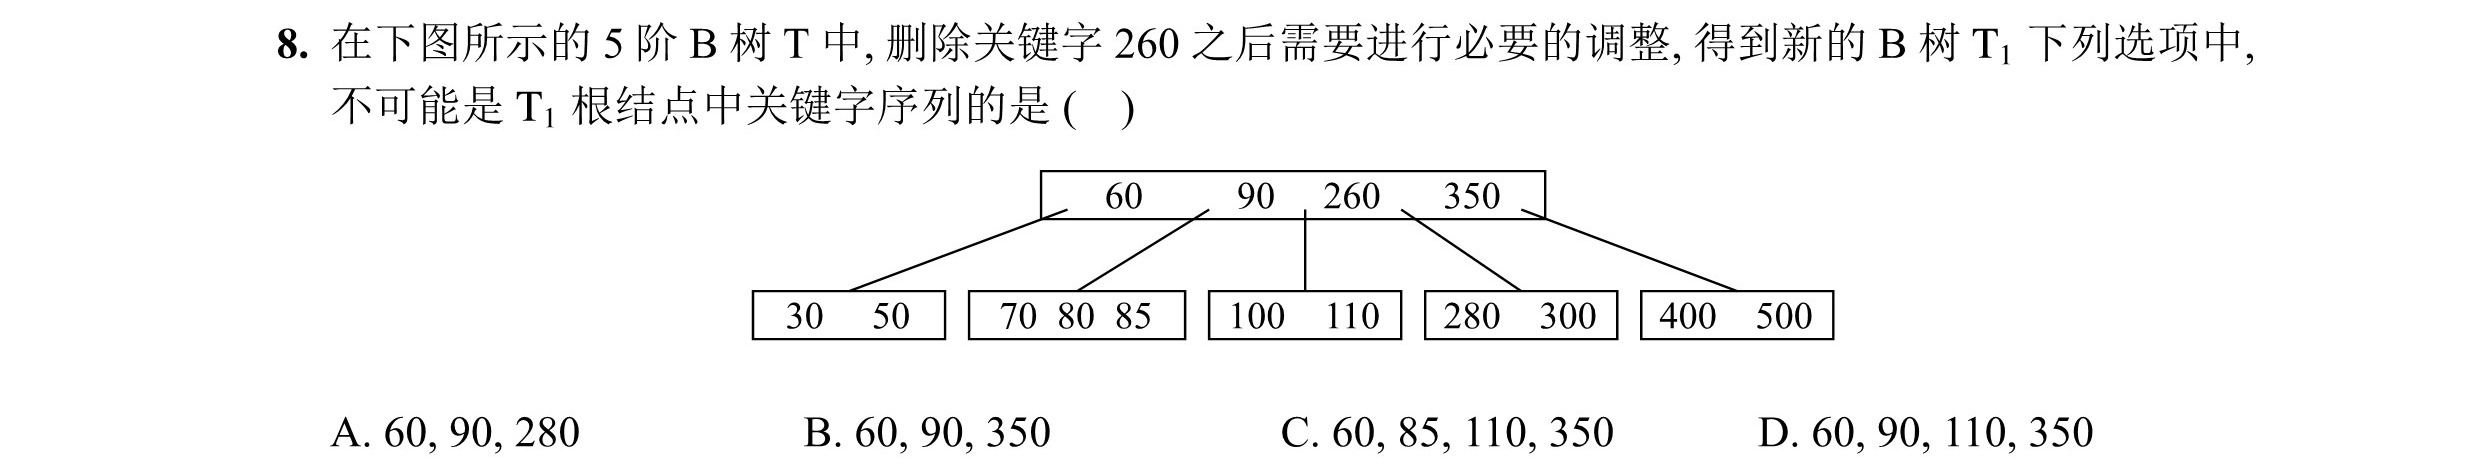 8. 在下图所示的 5 阶 B 树 T 中, 删除关键字 260 之后需要进行必要的调整, 得到新的 B 树 T₁ 下列选项中,
不可能是 T₁ 根结点中关键字序列的是 ( )
60 90 260 350
30 50 70 80 85 100 110 280 300 400 500
A. 60, 90, 280 B. 60, 90, 350 C. 60, 85, 110, 350 D. 60, 90, 110, 350